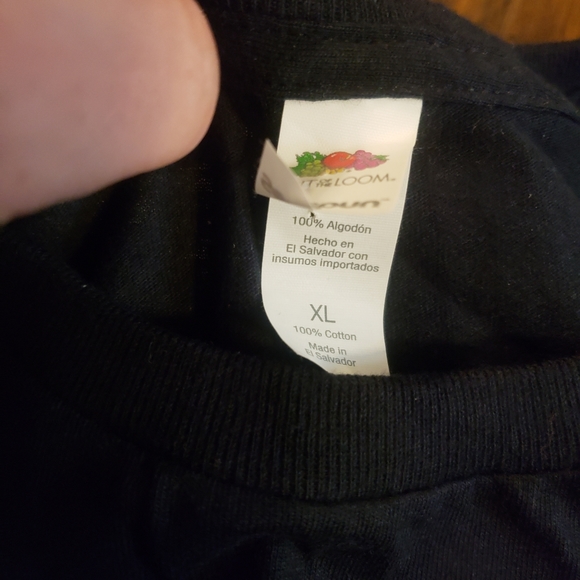 LOOM
100% Algodón
Hecho en
El Salvador con
insumos importados
XL
100% Cotton
Made in
El Salvador